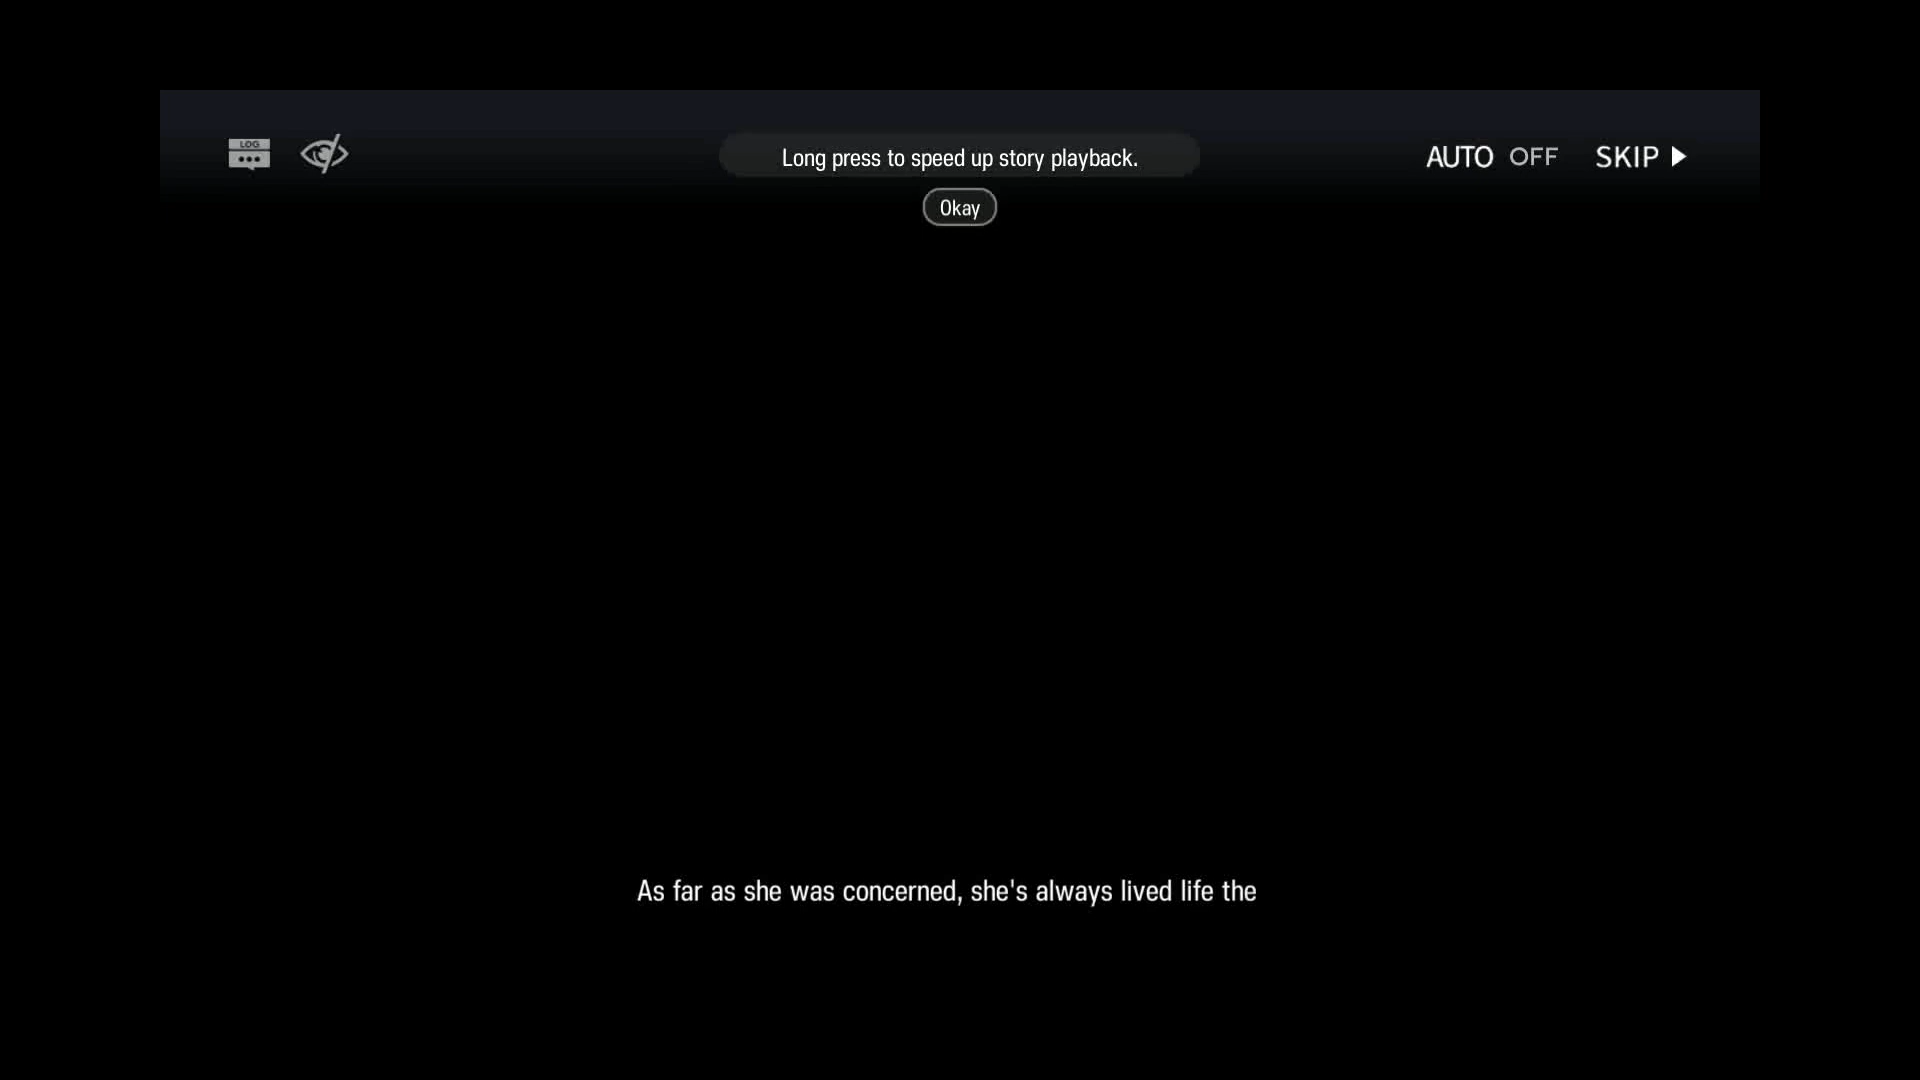 LOG
Long press to speed up story playback.
AUTO OFF SKIP
Okay
As far as she was concerned, she's always lived life the